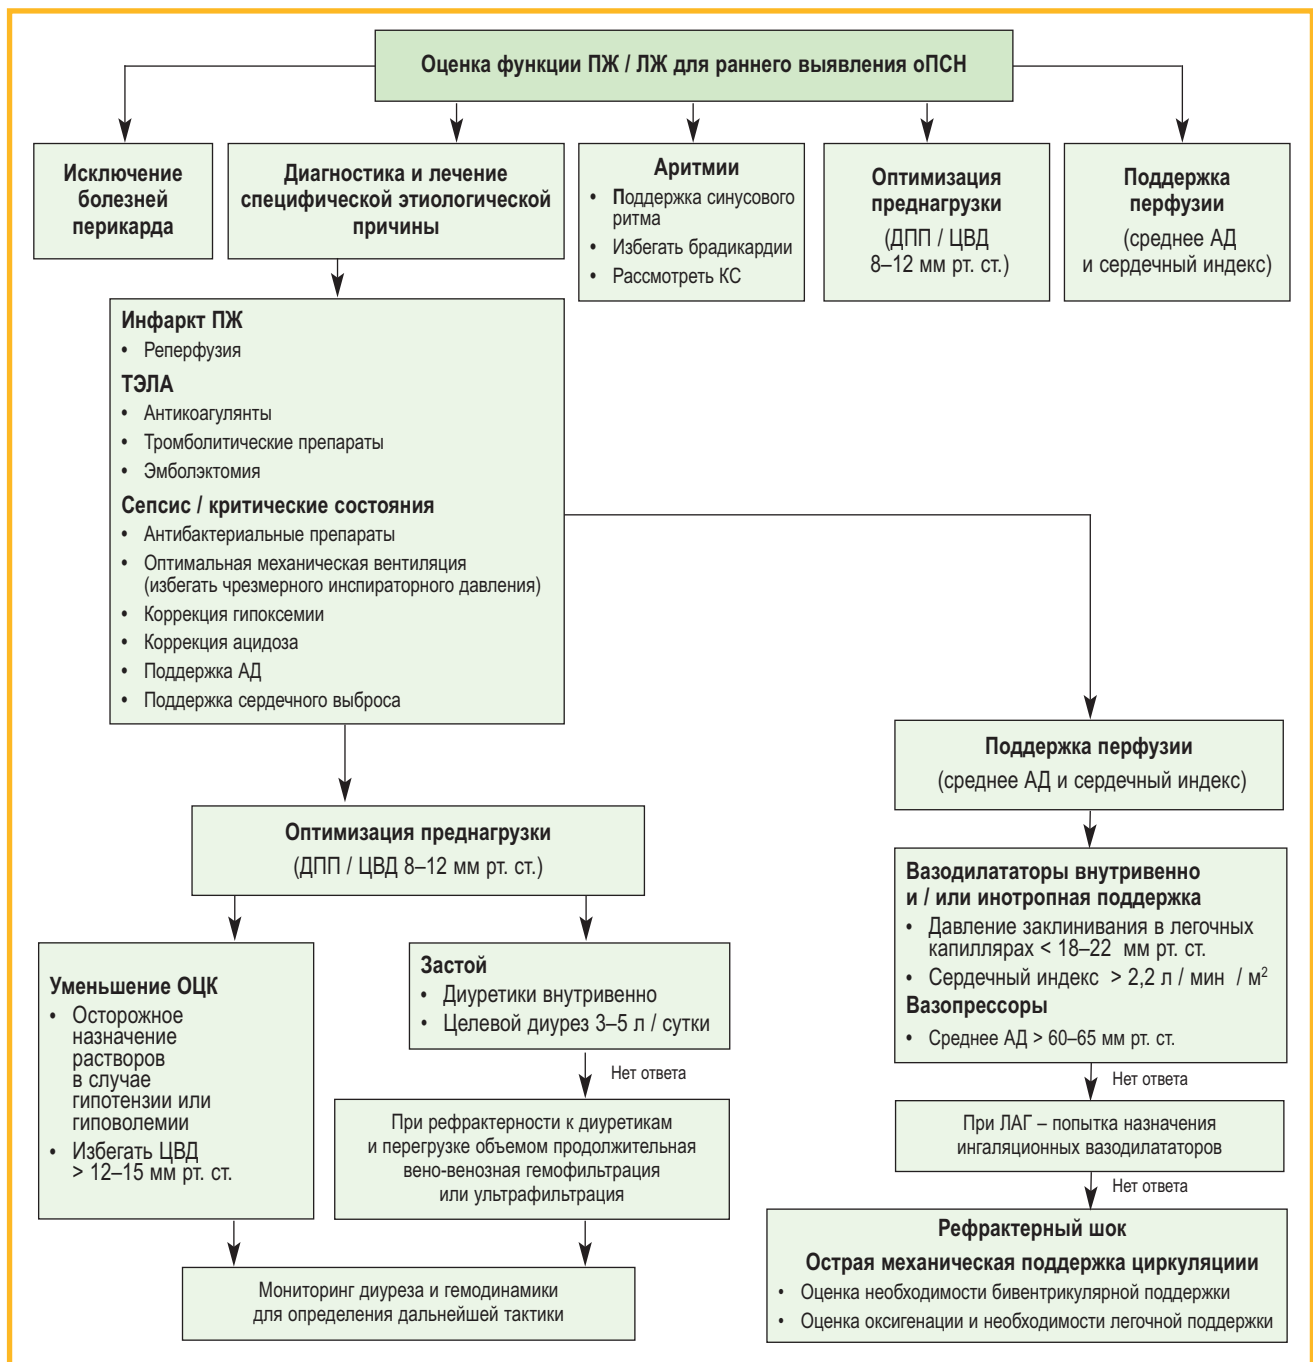 Оценка функции ПЖ / ЛЖ для раннего выявления оПСН
Исключение
болезней
перикарда
Диагностика и лечение
специфической этиологической
причины
Аритмии
• Поддержка синусового
ритма
• Избегать брадикардии
• Рассмотреть КС
Оптимизация
преднагрузки
(ДПП / ЦВД
8–12 мм рт. ст.)
Поддержка
перфузии
(среднее АД
и сердечный индекс)
Инфаркт ПЖ
• Реперфузия
ТЭЛА
• Антикоагулянты
• Тромболитические препараты
• Эмболэктомия
Сепсис / критические состояния
• Антибактериальные препараты
• Оптимальная механическая вентиляция
(избегать чрезмерного инспираторного давления)
• Коррекция гипоксемии
• Коррекция ацидоза
• Поддержка АД
• Поддержка сердечного выброса
Оптимизация преднагрузки
(ДПП / ЦВД 8–12 мм рт. ст.)
Уменьшение ОЦК
• Осторожное
назначение
растворов
в случае
гипотензии или
гиповолемии
• Избегать ЦВД
> 12–15 мм рт. ст.
Застой
• Диуретики внутривенно
• Целевой диурез 3–5 л / сутки
Нет ответа
При рефрактерности к диуретикам
и перегрузке объемом продолжительная
вено-венозная гемофильтрация
или ультрафильтрация
Мониторинг диуреза и гемодинамики
для определения дальнейшей тактики
Поддержка перфузии
(среднее АД и сердечный индекс)
Вазодилататоры внутривенно
и / или инотропная поддержка
• Давление заклинивания в легочных
капиллярах < 18–22 мм рт. ст.
• Сердечный индекс > 2,2 л / мин / м²
Вазопрессоры
• Среднее АД > 60–65 мм рт. ст.
Нет ответа
При ЛАГ – попытка назначения
ингаляционных вазодилататоров
Нет ответа
Рефрактерный шок
Острая механическая поддержка циркуляциии
• Оценка необходимости бивентрикулярной поддержки
• Оценка оксигенации и необходимости легочной поддержки